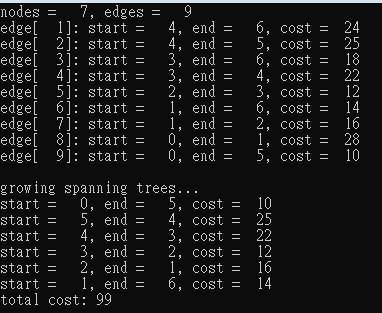 nodes =   7, edges =   9
edge[  1]: start =   4, end =   6, cost =  24
edge[  2]: start =   4, end =   5, cost =  25
edge[  3]: start =   3, end =   6, cost =  18
edge[  4]: start =   3, end =   4, cost =  22
edge[  5]: start =   2, end =   3, cost =  12
edge[  6]: start =   1, end =   6, cost =  14
edge[  7]: start =   1, end =   2, cost =  16
edge[  8]: start =   0, end =   1, cost =  28
edge[  9]: start =   0, end =   5, cost =  10
growing spanning trees...
start =   0, end =   5, cost =  10
start =   5, end =   4, cost =  25
start =   4, end =   3, cost =  22
start =   3, end =   2, cost =  12
start =   2, end =   1, cost =  16
start =   1, end =   6, cost =  14
total cost: 99